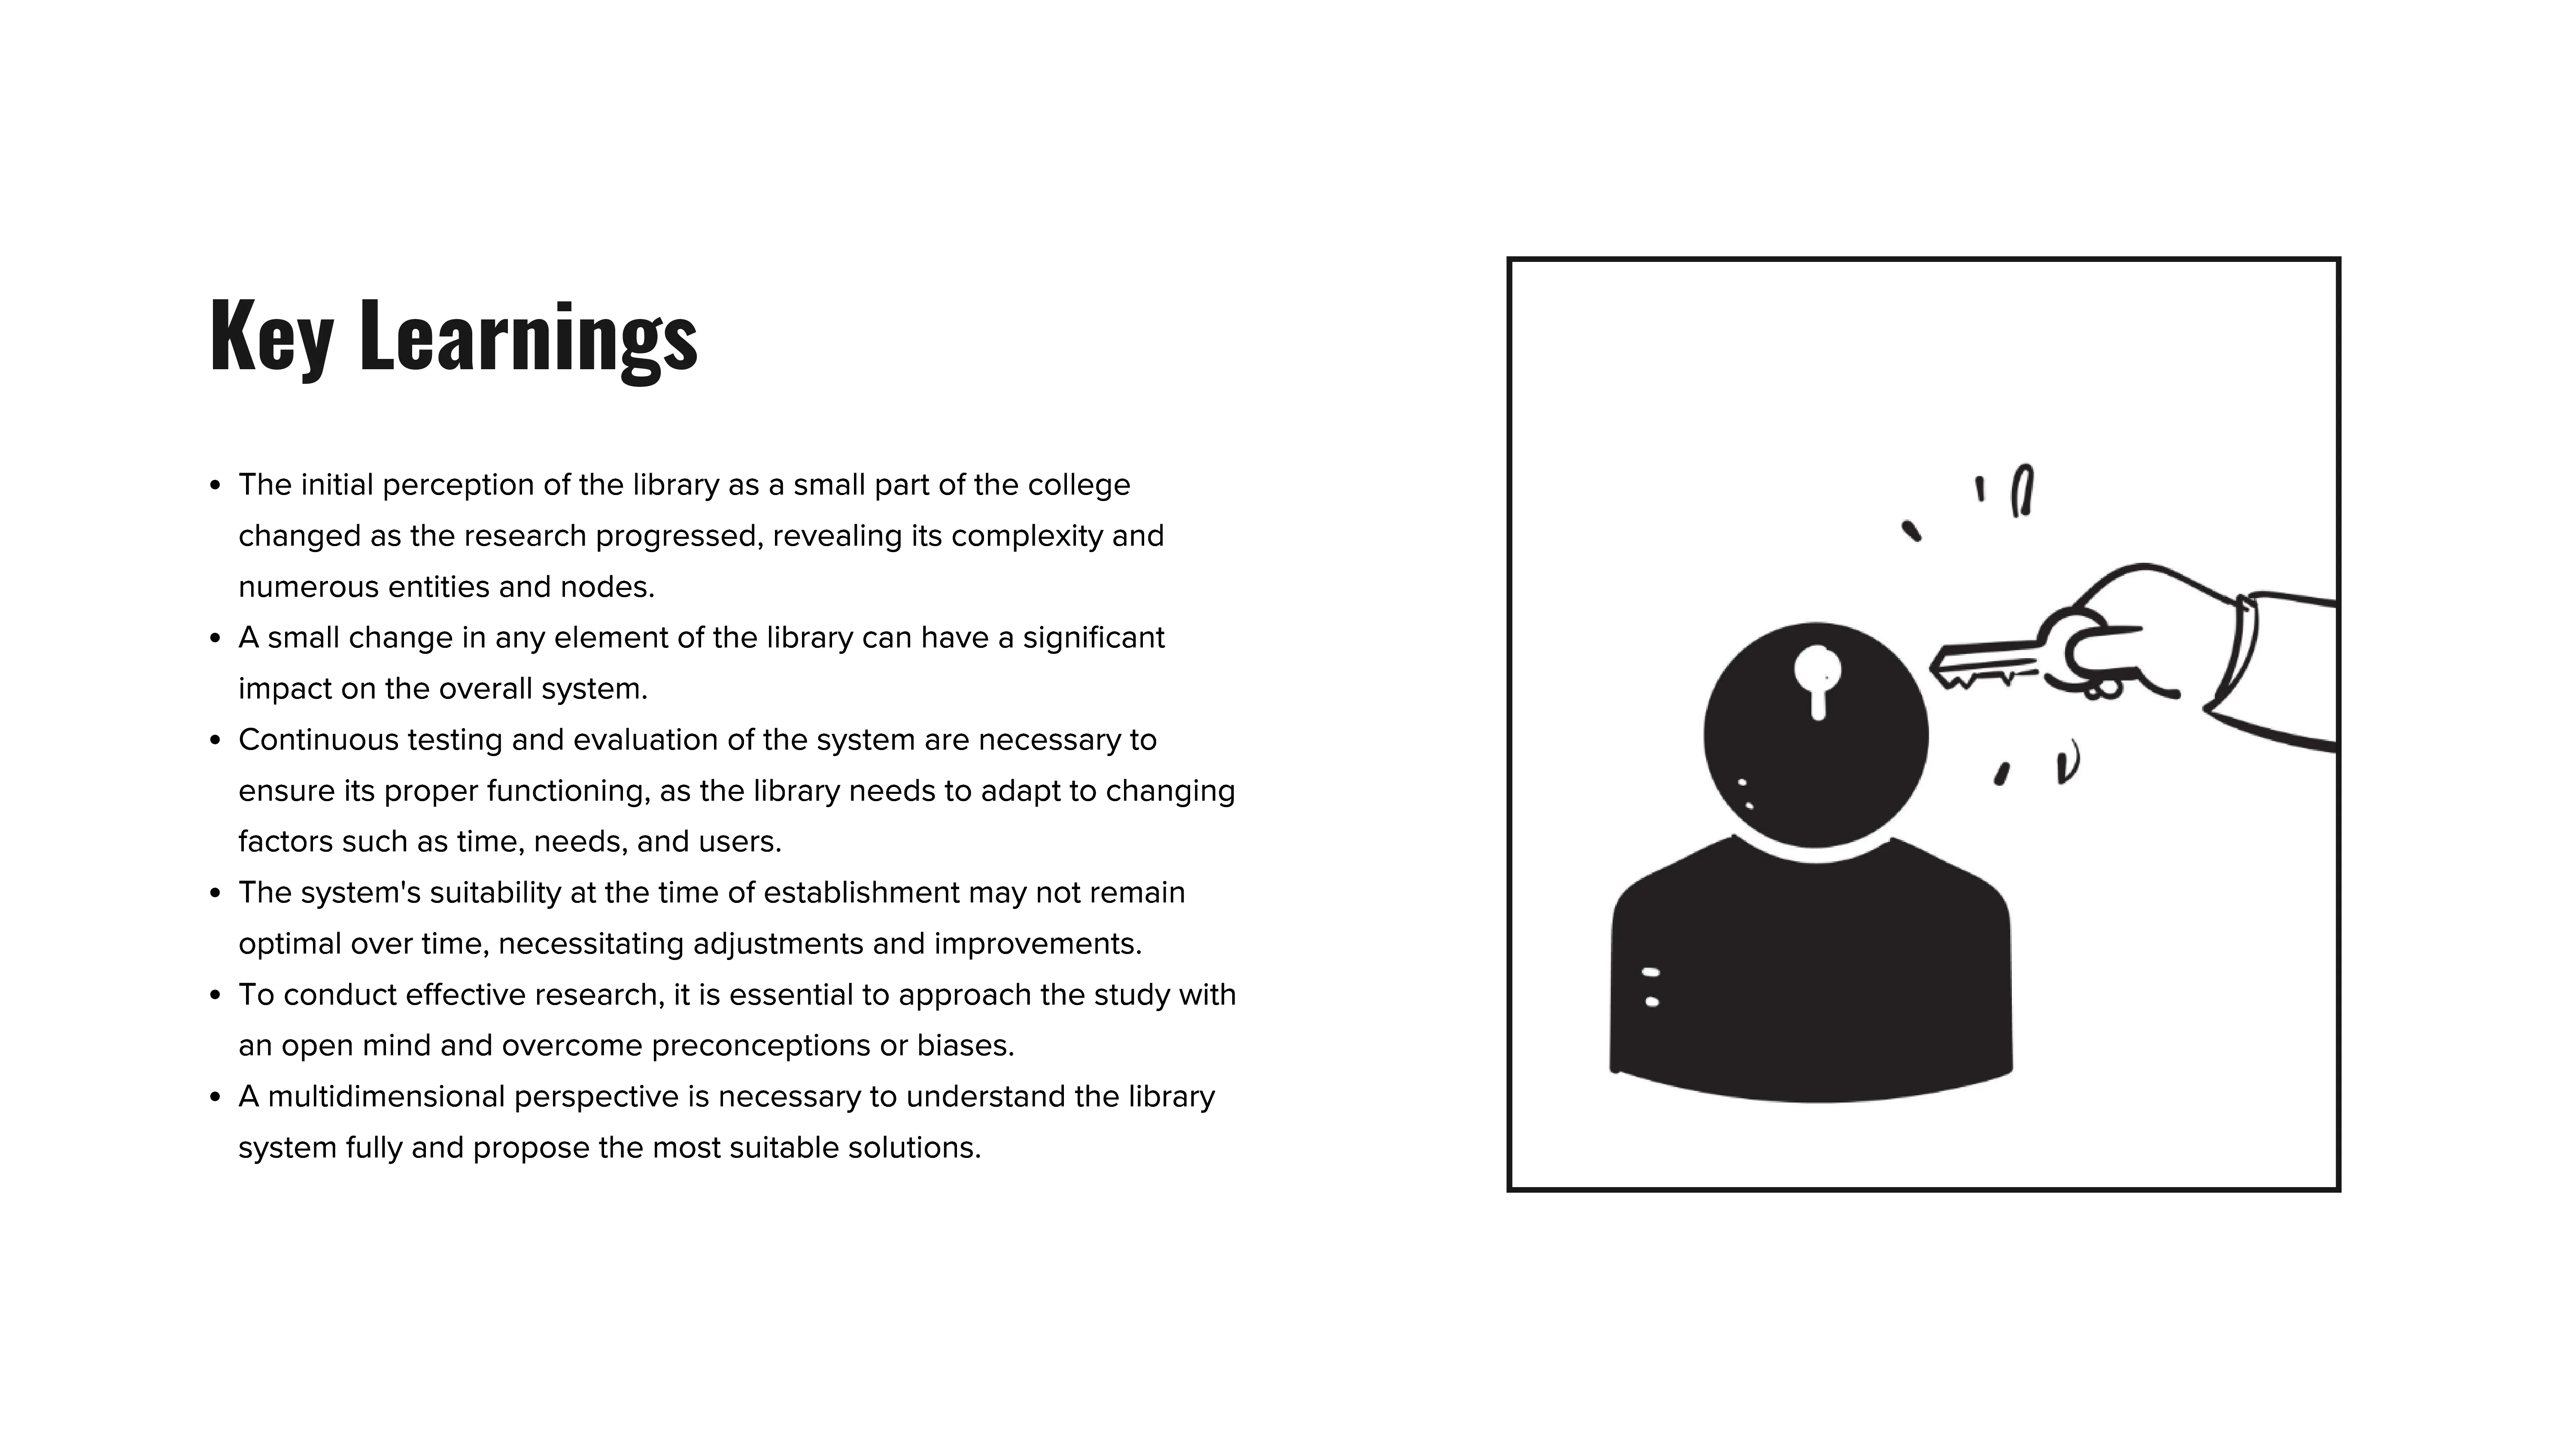 Key Learnings
• The initial perception of the library as a small part of the college
changed as the research progressed, revealing its complexity and
numerous entities and nodes.
• A small change in any element of the library can have a significant
impact on the overall system.
• Continuous testing and evaluation of the system are necessary to
ensure its proper functioning, as the library needs to adapt to changing
factors such as time, needs, and users.
• The system's suitability at the time of establishment may not remain
optimal over time, necessitating adjustments and improvements.
• To conduct effective research, it is essential to approach the study with
an open mind and overcome preconceptions or biases.
• A multidimensional perspective is necessary to understand the library
system fully and propose the most suitable solutions.